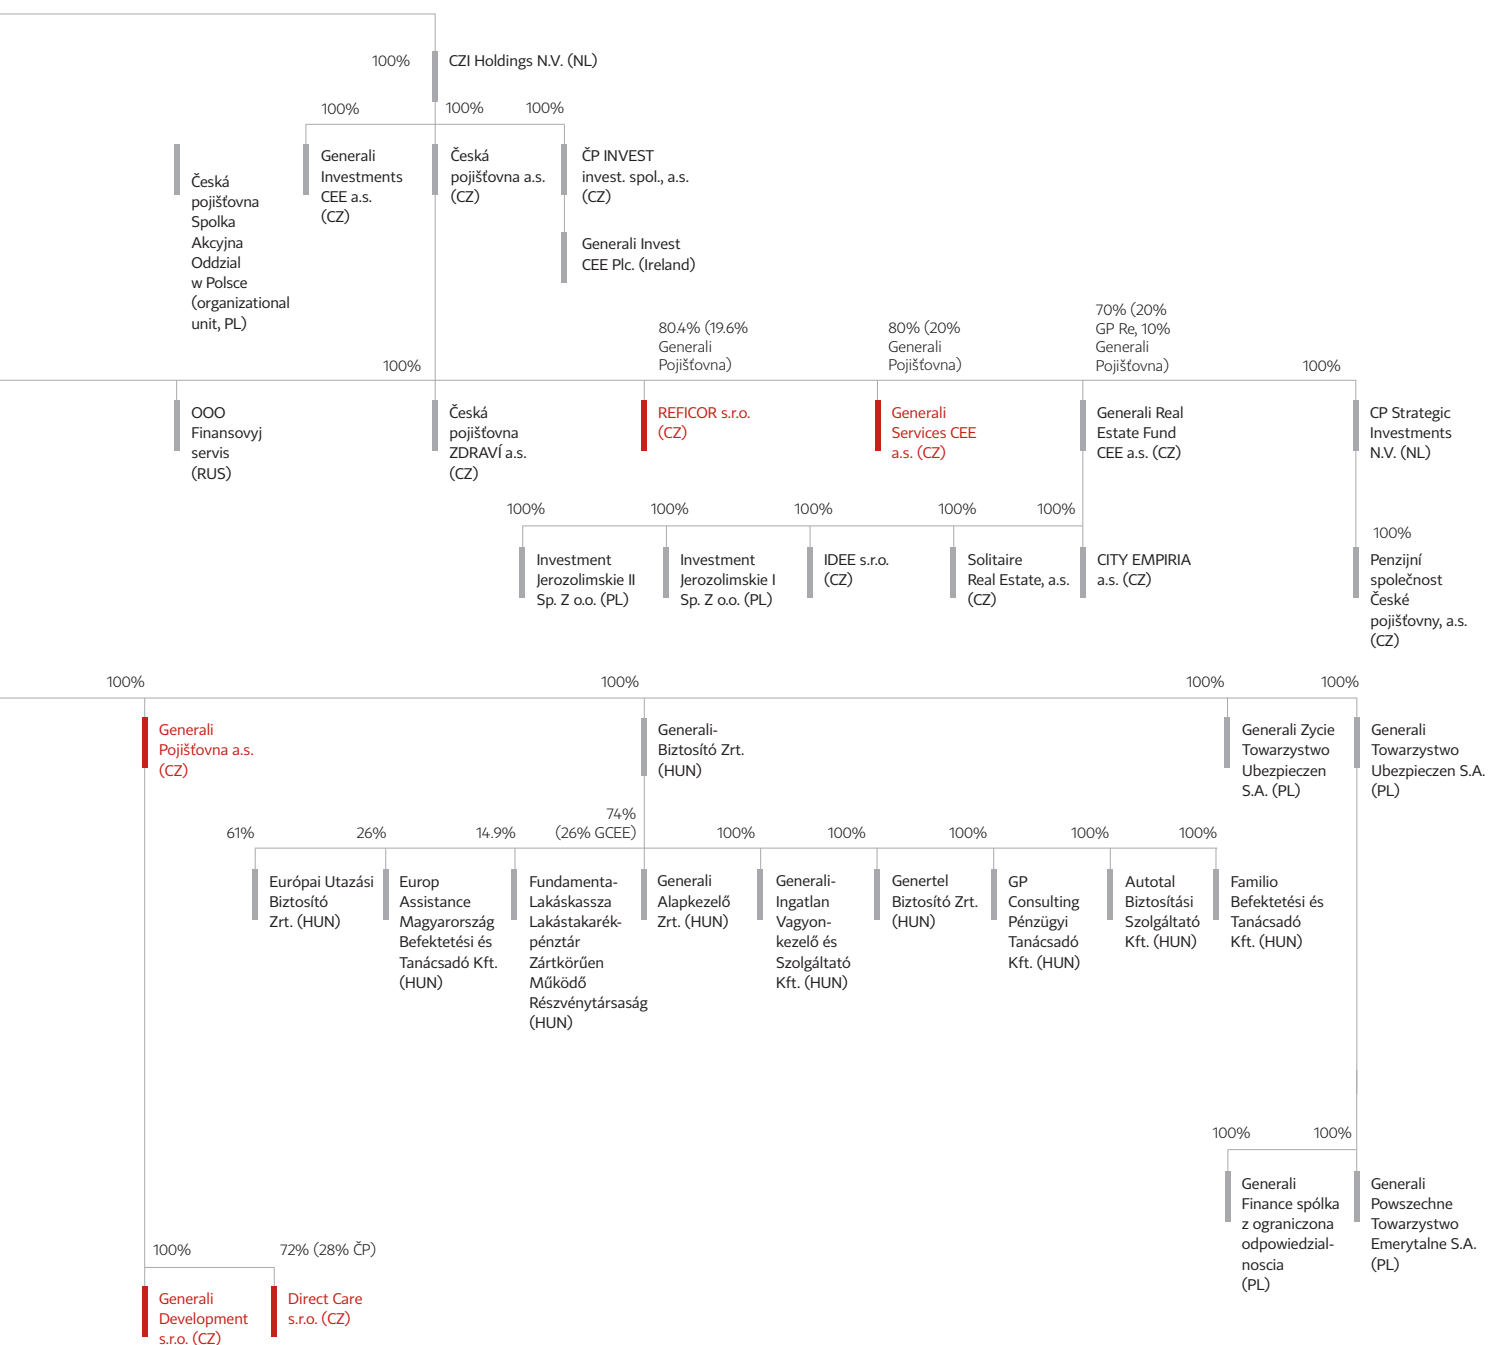 100%
CZI Holdings N.V. (NL)
100%
100%
100%
Česká
pojišťovna
Spolka
Akcyjna
Oddzial
w Polsce
(organizational
unit, PL)
Generali
Investments
CEE a.s.
(CZ)
Česká
pojišťovna a.s.
(CZ)
ČP INVEST
invest. spol., a.s.
(CZ)
Generali Invest
CEE Plc. (Ireland)
100%
80.4% (19.6%
Generali
Pojišťovna)
80% (20%
Generali
Pojišťovna)
70% (20%
GP Re, 10%
Generali
Pojišťovna)
100%
OOO
Finansovyj
servis
(RUS)
Česká
pojišťovna
ZDRAVÍ a.s.
(CZ)
REFICOR s.r.o.
(CZ)
Generali
Services CEE
a.s. (CZ)
Generali Real
Estate Fund
CEE a.s. (CZ)
CP Strategic
Investments
N.V. (NL)
100%
100%
100%
100%
100%
100%
Investment
Jerozolimskie II
Sp. Z o.o. (PL)
Investment
Jerozolimskie I
Sp. Z o.o. (PL)
IDEE s.r.o.
(CZ)
Solitaire
Real Estate, a.s.
(CZ)
CITY EMPIRIA
a.s. (CZ)
Penzijní
společnost
České
pojišťovny, a.s.
(CZ)
100%
100%
100%
100%
Generali
Pojišťovna a.s.
(CZ)
Generali-
Biztosító Zrt.
(HUN)
Generali Zycie
Towarzystwo
Ubezpieczen
S.A. (PL)
Generali
Towarzystwo
Ubezpieczen S.A.
(PL)
61%
26%
14.9%
74%
(26% GCEE)
100%
100%
100%
100%
100%
Európai Utazási
Biztosító
Zrt. (HUN)
Europ
Assistance
Magyarország
Befektetési és
Tanácsadó Kft.
(HUN)
Fundamenta-
Lakáskassza
Lakástakarék-
pénztár
Zártkörűen
Működő
Részvénytársaság
(HUN)
Generali
Alapkezelő
Zrt. (HUN)
Generali-
Ingatlan
Vagyon-
kezelő és
Szolgáltató
Kft. (HUN)
Genertel
Biztosító Zrt.
(HUN)
GP
Consulting
Pénzügyi
Tanácsadó
Kft. (HUN)
Autotal
Biztosítási
Szolgáltató
Kft. (HUN)
Familio
Befektetési és
Tanácsadó
Kft. (HUN)
100%
100%
Generali
Finance spólka
z ograniczona
odpowiedzial-
noscia
(PL)
Generali
Powszechne
Towarzystwo
Emerytalne S.A.
(PL)
100%
72% (28% ČP)
Generali
Development
s.r.o. (CZ)
Direct Care
s.r.o. (CZ)